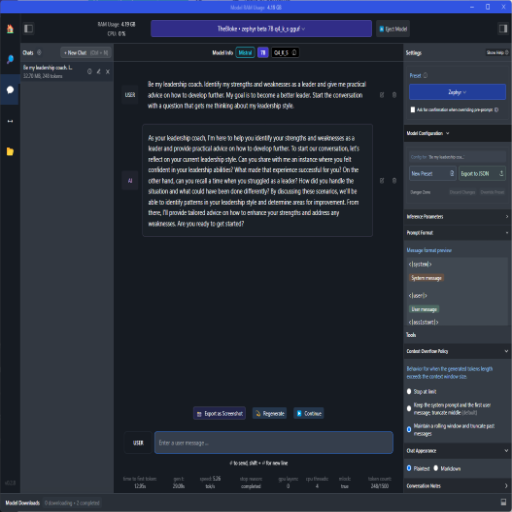 Model RAM Usage 4.19 GB
RAM Usage 4.19 GB
CPU: 0 %
TheBloke • zephyr beta 7B q4_k_s gguf
Eject Model
Chats
+ New Chat
Model Info
Mistral
7B
Q4_K_S
Settings
Show Help
Be my leadership coach. I...
32.70 MB, 248 tokens
USER
Be my leadership coach. Identify my strengths and weaknesses as a leader and give me practical
advice on how to develop further. My goal is to become a better leader. Start the conversation
with a question that gets me thinking about my leadership style.
AI
As your leadership coach, I'm here to help you identify your strengths and weaknesses as a
leader and provide practical advice on how to develop further. To start our conversation, let's
reflect on your current leadership style. Can you share with me an instance where you felt
confident in your leadership abilities? What made that experience successful for you? On the
other hand, can you recall a time when you struggled as a leader? How did you handle the
situation and what could have been done differently? By discussing these scenarios, we'll be
able to identify patterns in your leadership style and determine areas for improvement. From
there, I'll provide tailored advice on how to enhance your strengths and address any
weaknesses. Are you ready to get started?
Export as Screenshot
Regenerate
Continue
USER
Enter a user message...
to send, shift + for new line
time to first token
12.95s
gen t
29.08s
speed: 5.26
tok/s
stop reason
completed
gpu layers
0
cpu threads
4
mlock
true
token count
248/1500
Preset
Zephyr
Ask for confirmation when overriding pre-prompt
Model Configuration
Config for Be my leadership coa...
New Preset
Export to JSON
Inference Parameters
Prompt Format
Message format preview
<|system|>
System message
<|user|>
User message
<|assistant|>
Tools
Context Overflow Policy
Behavior for when the generated tokens length
exceeds the context window size
Stop at limit
Keep the system prompt and the first user
message, truncate middle (default)
Maintain a rolling window and truncate past
messages
Chat Appearance
Plaintext
Markdown
Conversation Notes
Model Downloads
0 downloading • 2 completed